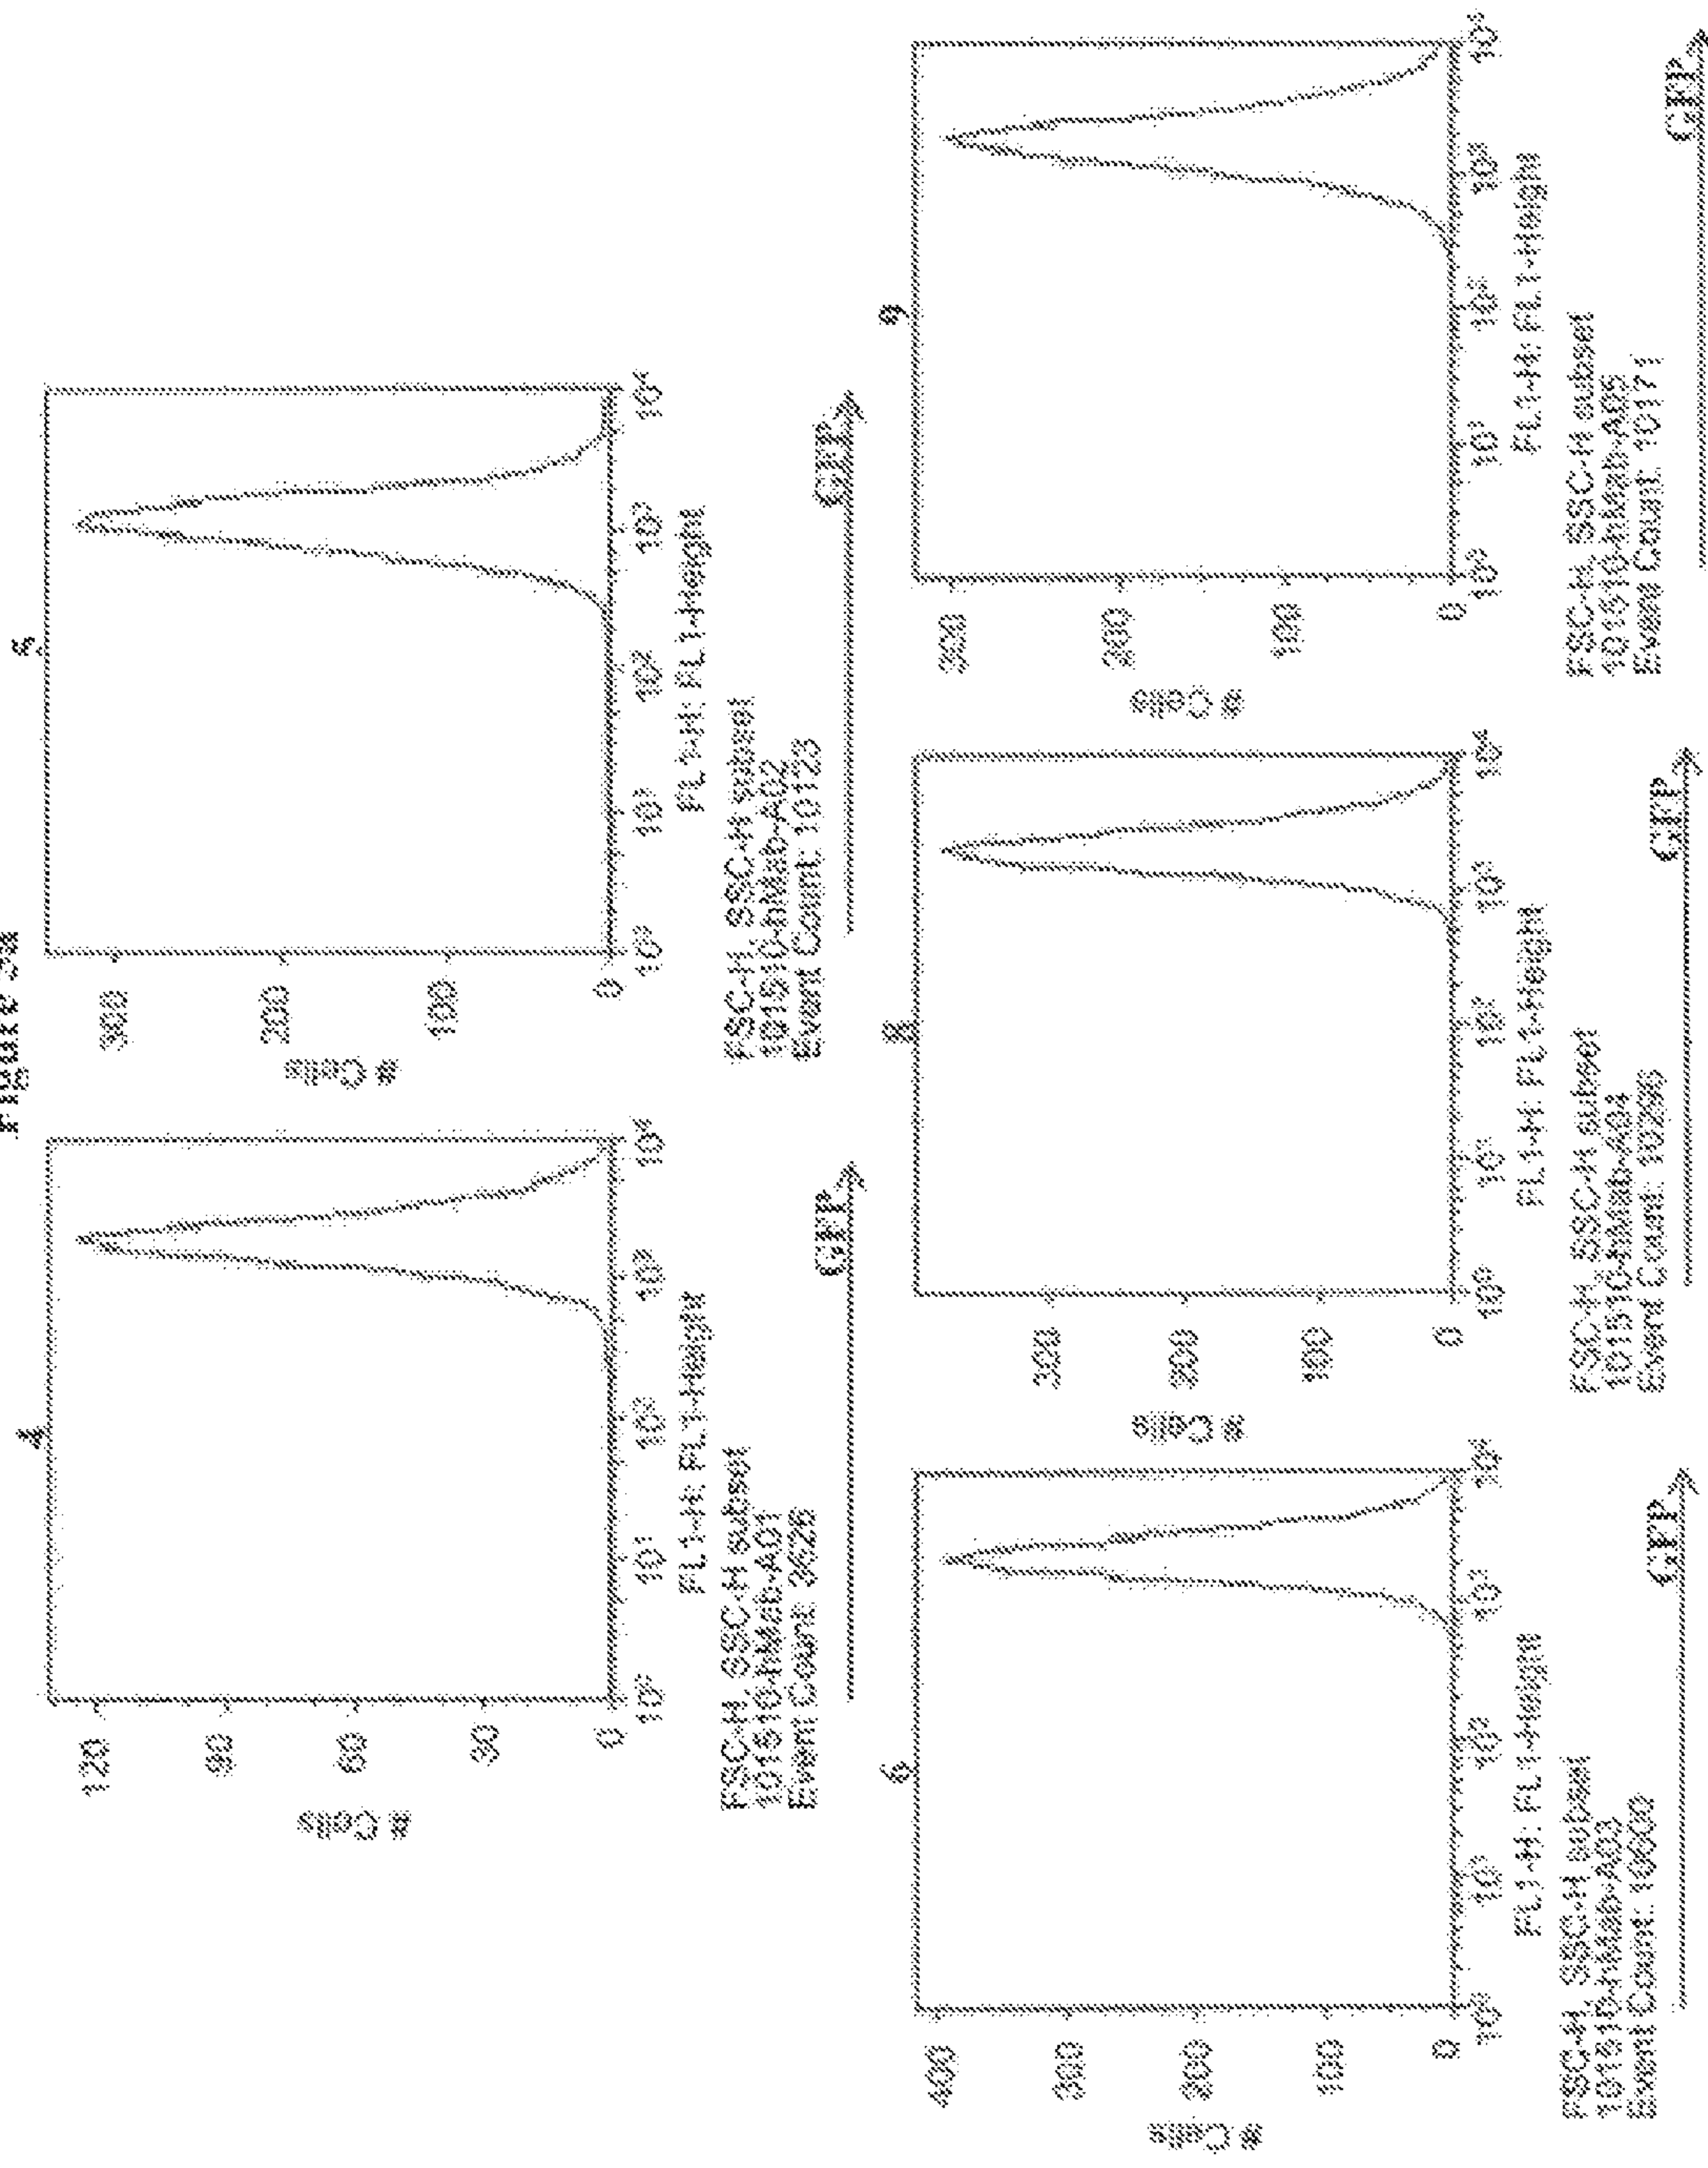 4
120
90
60
30
0
# Cells
10⁰
10¹
10²
10³
10⁴
FL1-H: FL1-Height
FSC-H, SSC-H subset
101510-hMab-A01
Event Count: 3626
GFP
5
300
200
100
0
# Cells
10⁰
10¹
10²
10³
10⁴
FL1-H: FL1-Height
FSC-H, SSC-H subset
101510-hMab-A02
Event Count: 10123
GFP
6
400
300
200
100
0
# Cells
10⁰
10¹
10²
10³
10⁴
FL1-H: FL1-Height
FSC-H, SSC-H subset
101510-hMab-A03
Event Count: 10000
GFP
8
300
200
100
0
# Cells
10⁰
10¹
10²
10³
10⁴
FL1-H: FL1-Height
FSC-H, SSC-H subset
101510-hMab-A04
Event Count:
GFP
9
300
200
100
0
# Cells
10⁰
10¹
10²
10³
10⁴
FL1-H: FL1-Height
FSC-H, SSC-H subset
101510-hMab-A05
Event Count: 10171
GFP